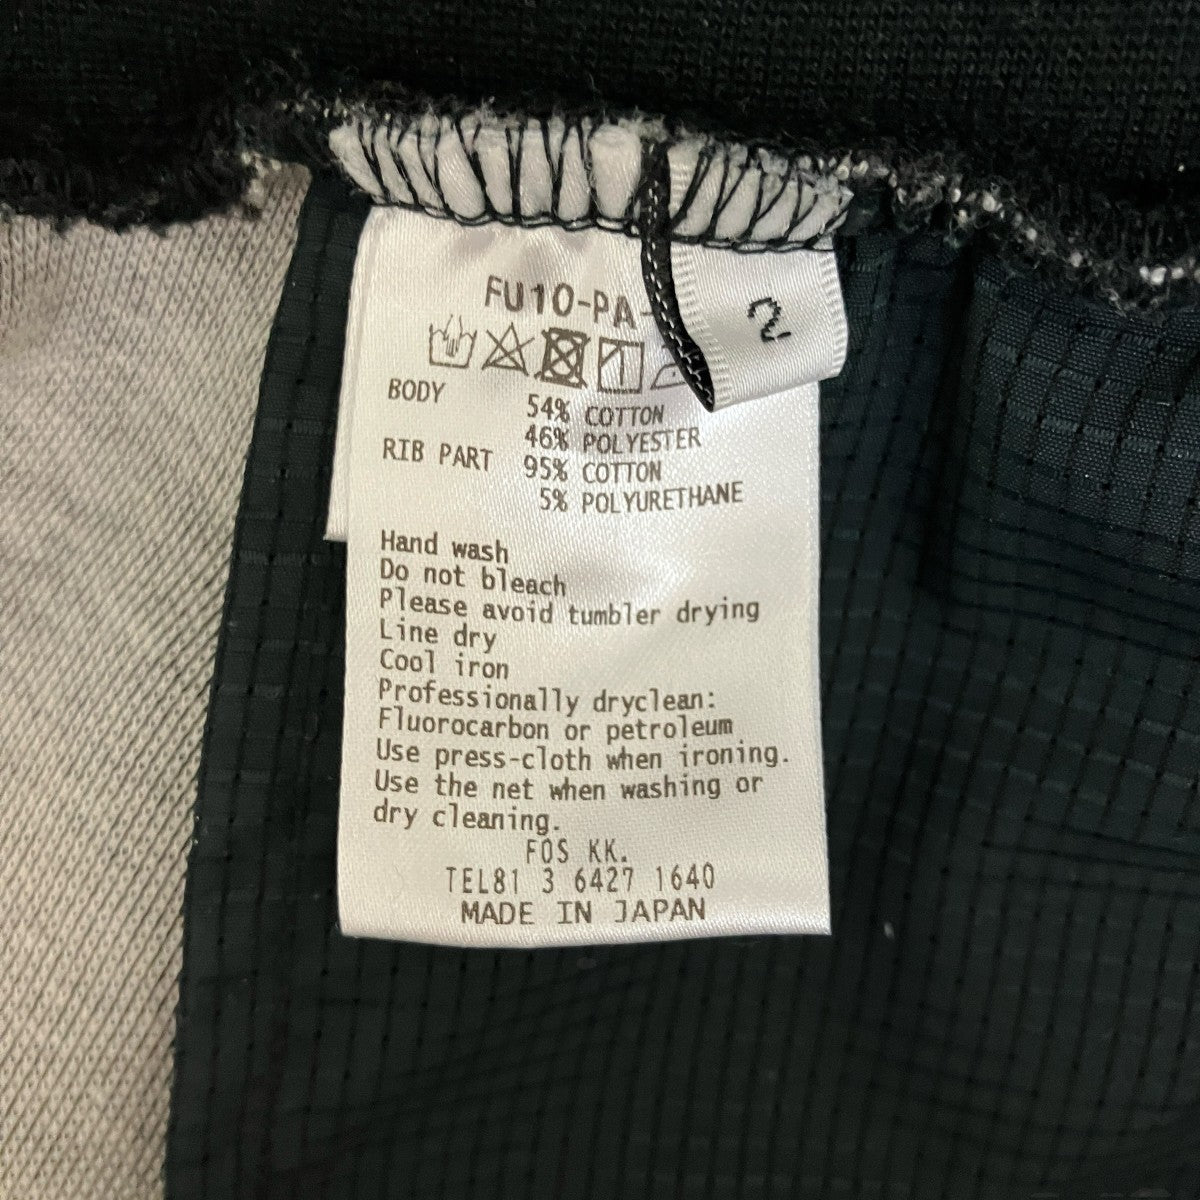 FU10-PA-
2
BODY 54% COTTON
46% POLYESTER
RIB PART 95% COTTON
5% POLYURETHANE
Hand wash
Do not bleach
Please avoid tumbler drying
Line dry
Cool iron
Professionally dryclean:
Fluorocarbon or petroleum
Use press-cloth when ironing.
Use the net when washing or
dry cleaning.
FOS KK.
TEL81 3 6427 1640
MADE IN JAPAN